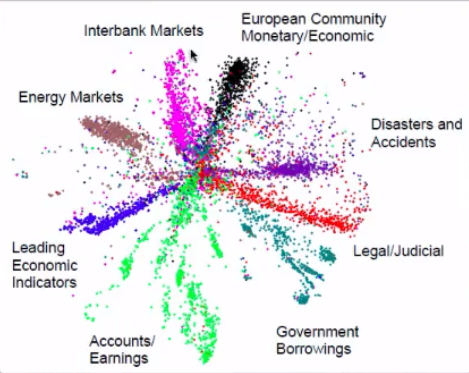 European Community
Monetary/Economic
Interbank Markets
Energy Markets
Disasters and
Accidents
Leading
Economic
Indicators
Legal/Judicial
Accounts/
Earnings
Government
Borrowings